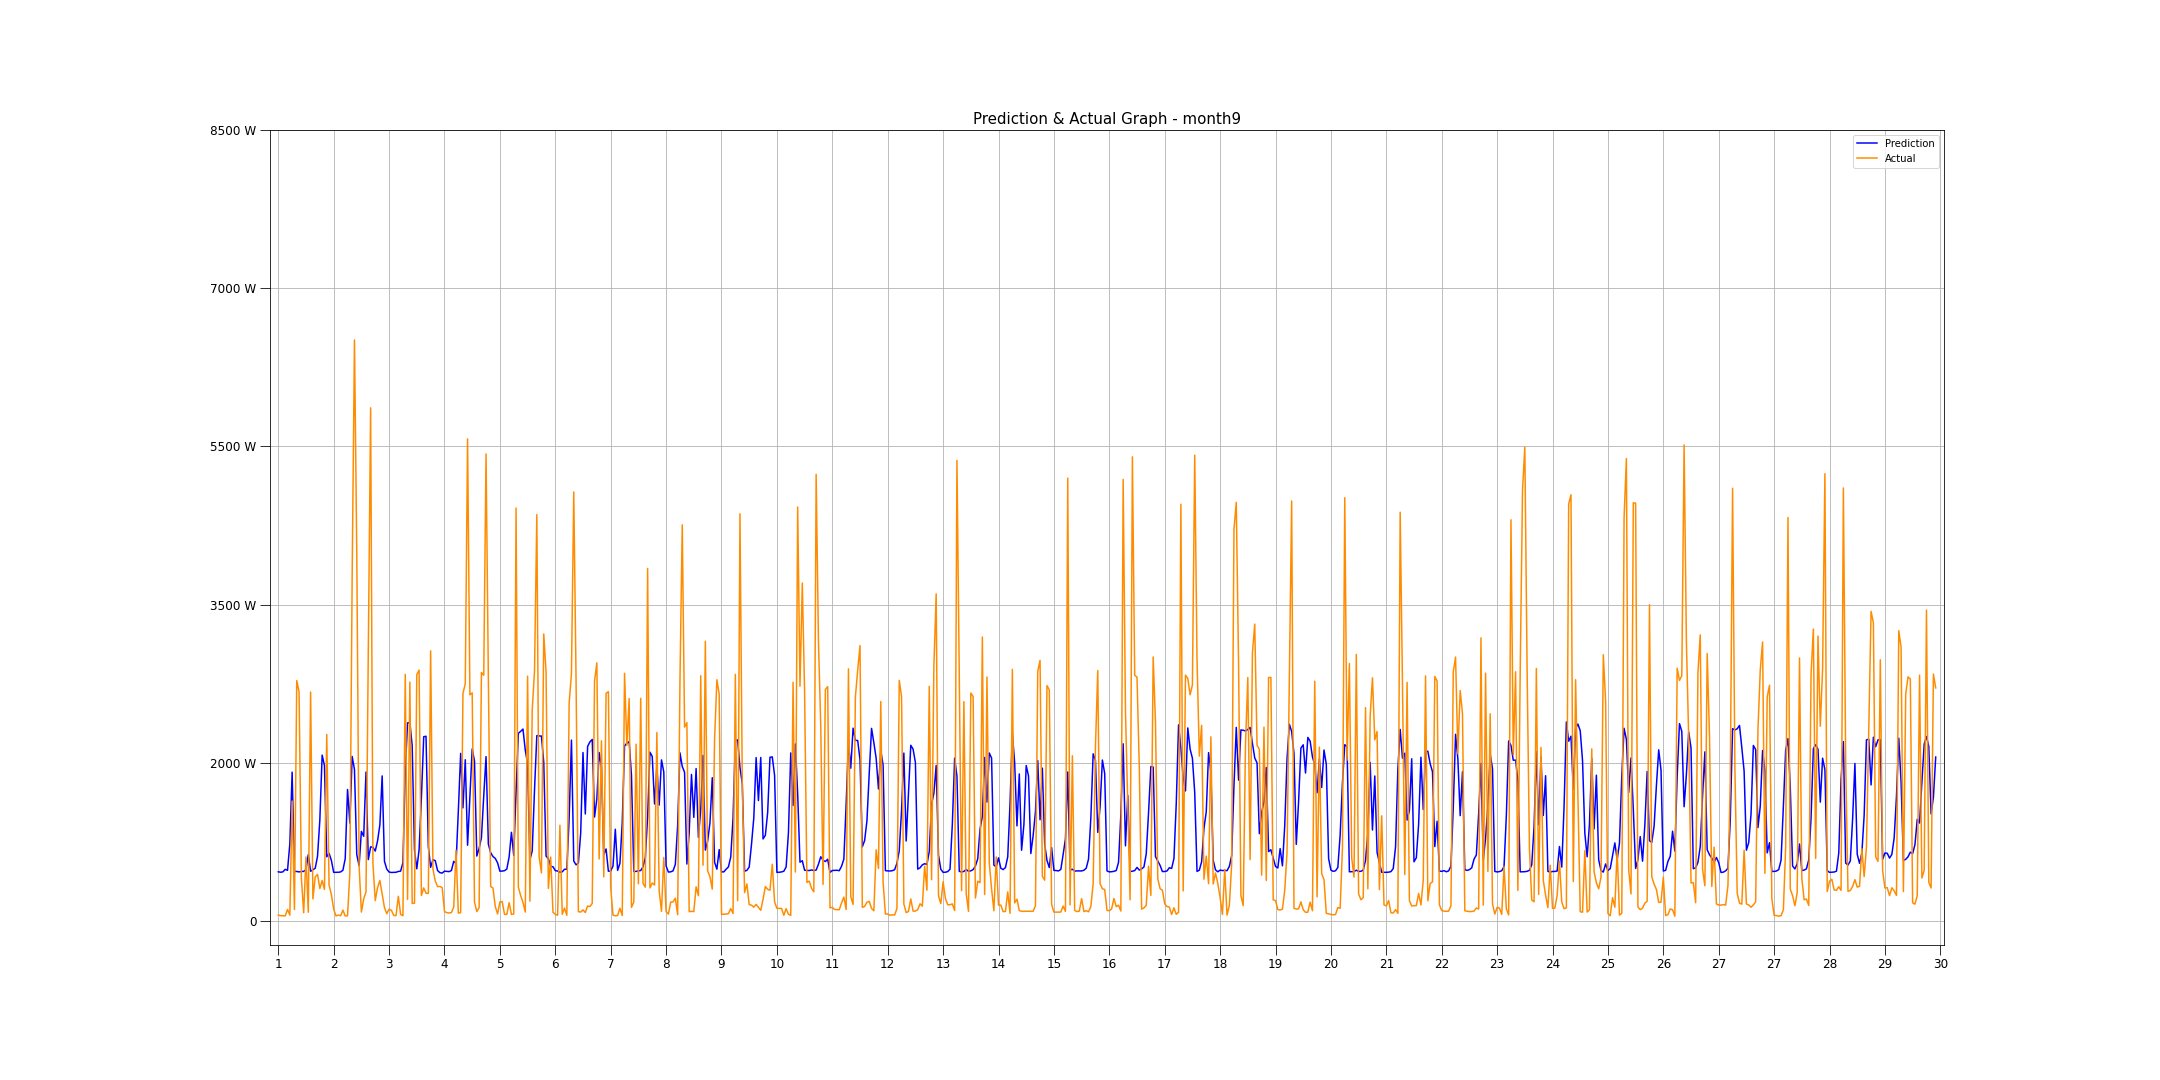 Prediction & Actual Graph - month9
8500 W
7000 W
5500 W
3500 W
2000 W
0
Prediction
Actual
1 2 3 4 5 6 7 8 9 10 11 12 13 14 15 16 17 18 19 20 21 22 23 24 25 26 27 27 28 29 30